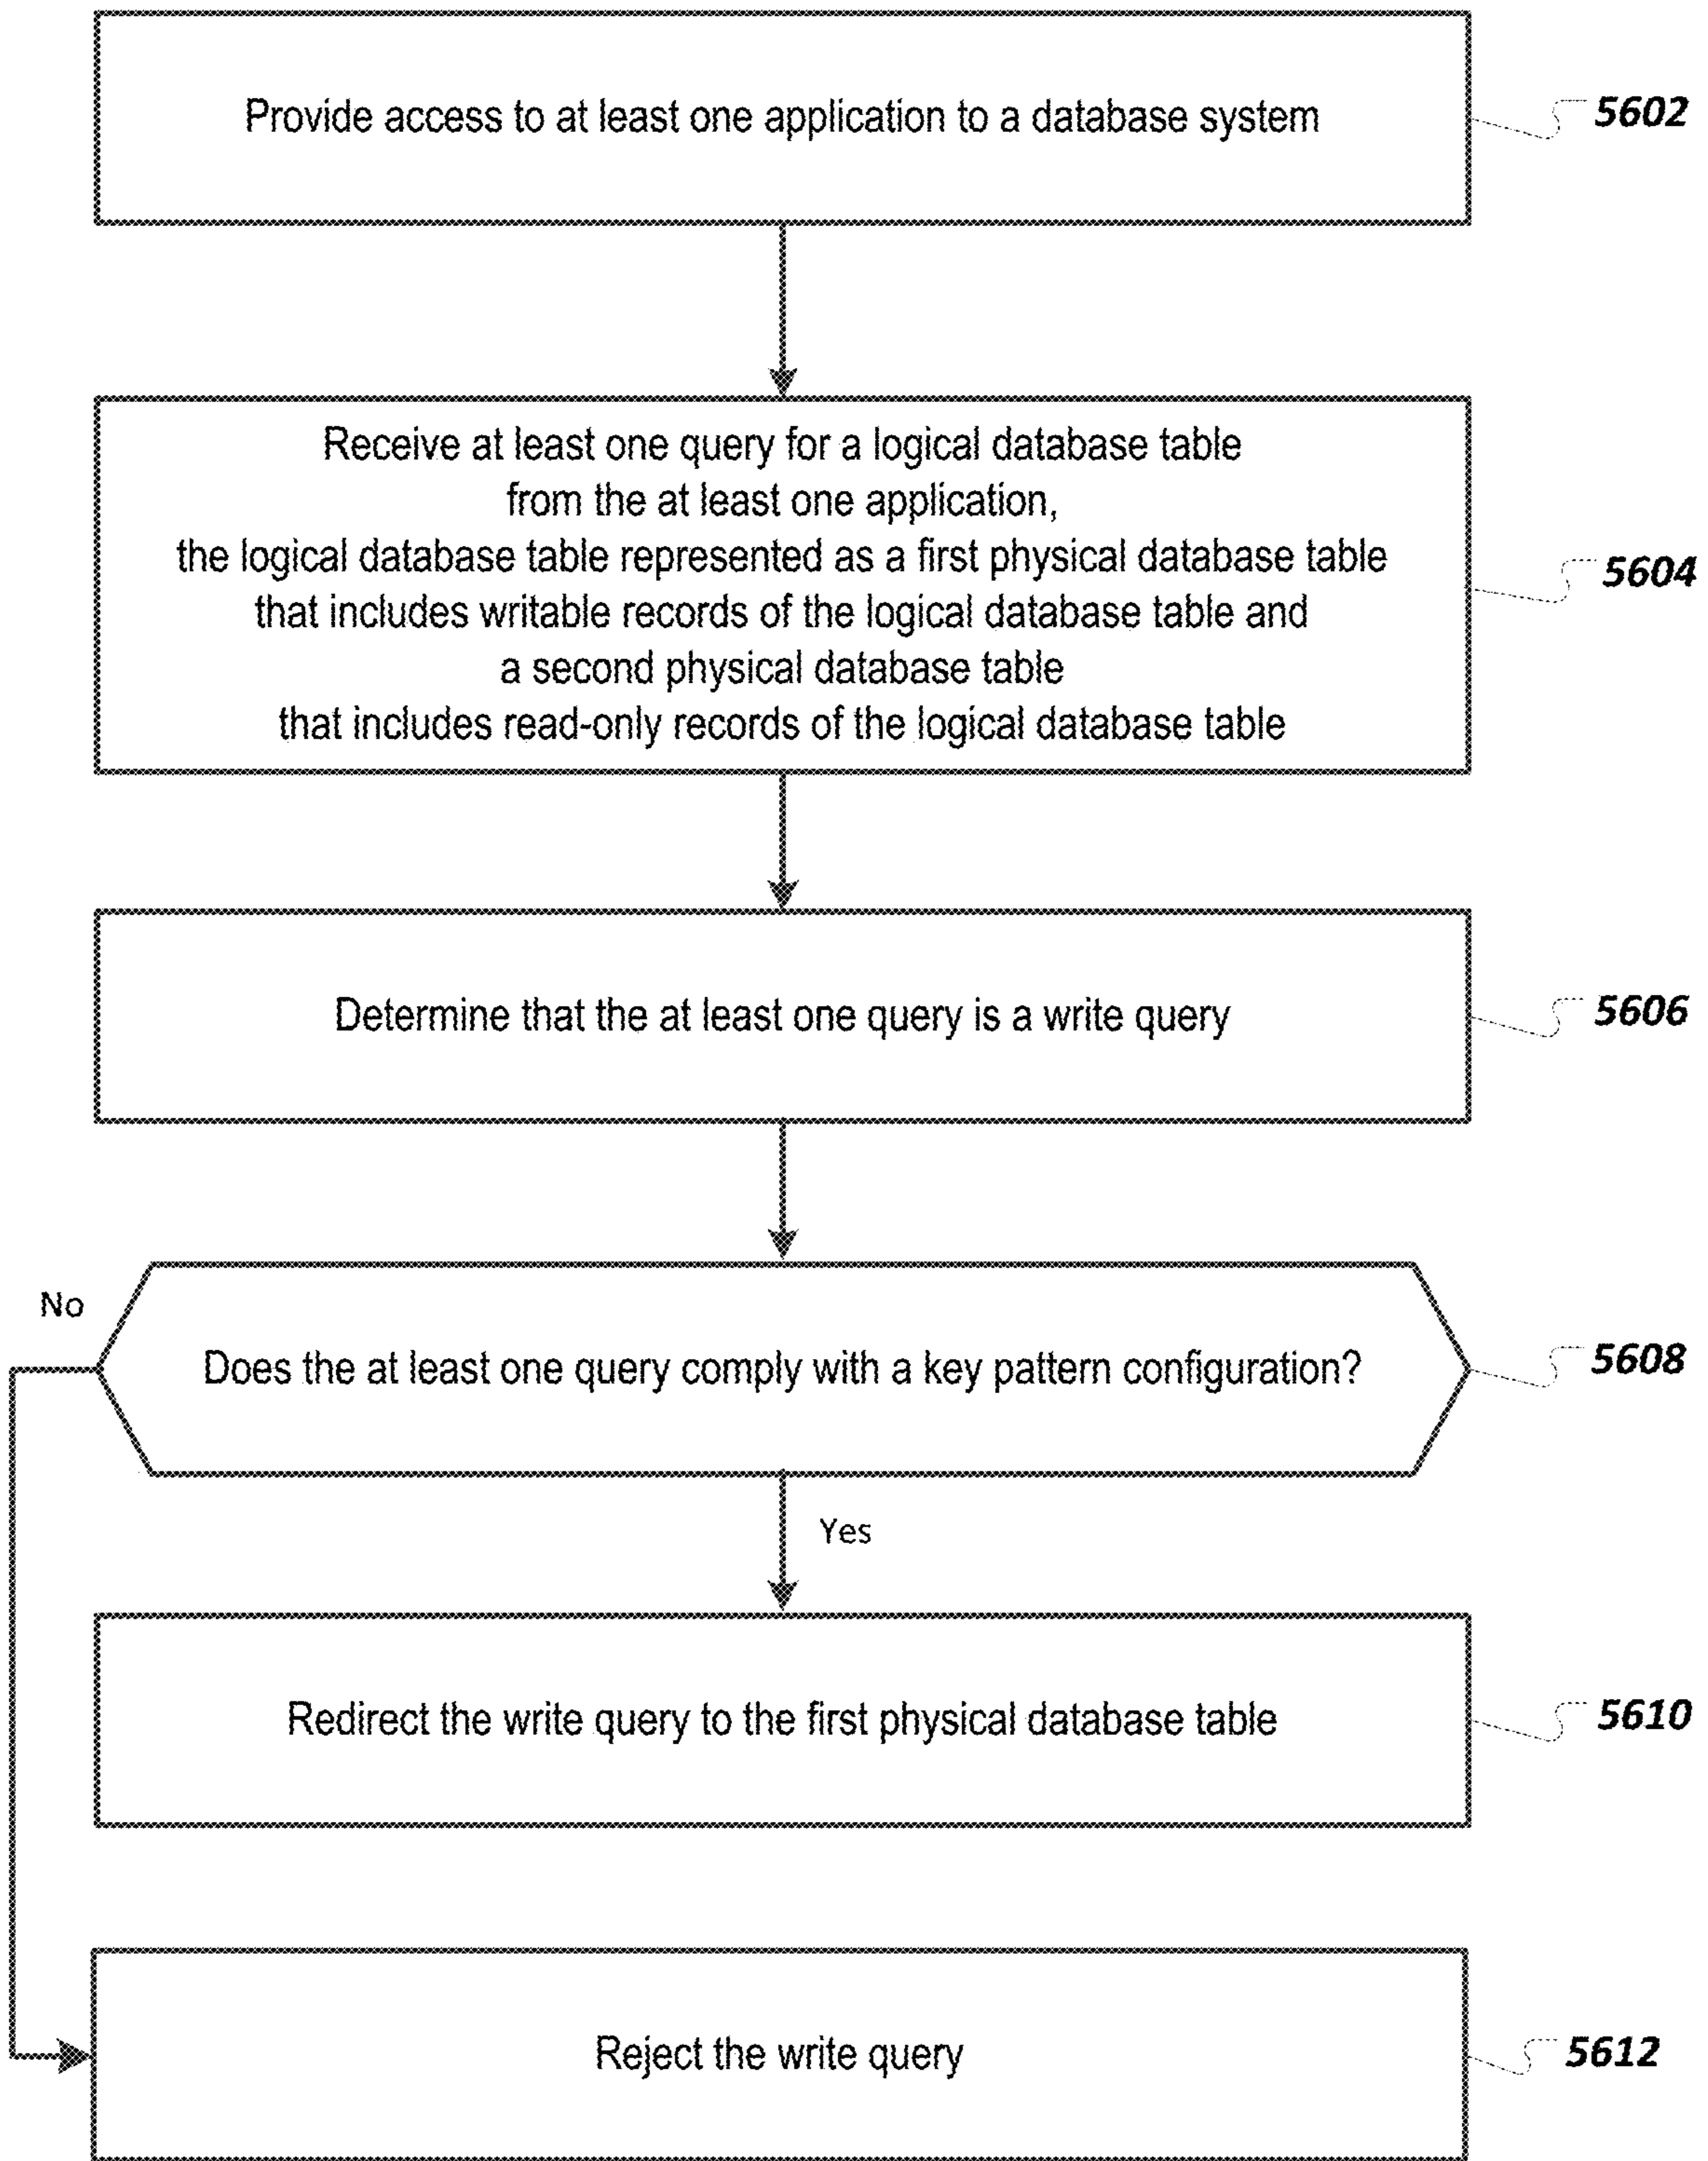 Provide access to at least one application to a database system
5602
Receive at least one query for a logical database table
from the at least one application,
the logical database table represented as a first physical database table
that includes writable records of the logical database table and
a second physical database table
that includes read-only records of the logical database table
5604
Determine that the at least one query is a write query
5606
No
Does the at least one query comply with a key pattern configuration?
5608
Yes
Redirect the write query to the first physical database table
5610
Reject the write query
5612